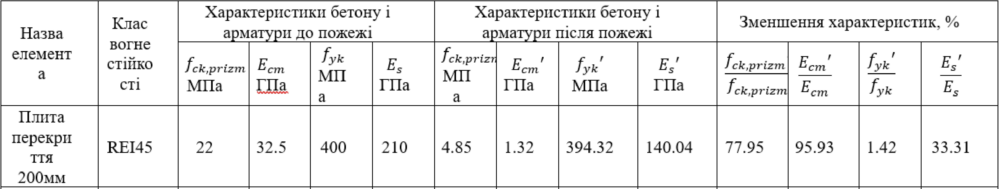 Назва
елемент
а
Клас
вогне
стійко
сті
Характеристики бетону і
арматури до пожежі
Характеристики бетону і
арматури після пожежі
Зменшення характеристик, %
f_ck,prizm
МПа
E_cm
ГПа
f_yk
МП
а
E_s
ГПа
f_ck,prizm
МП
а
E_cm′
ГПа
f_yk′
МПа
E_s′
ГПа
f_ck,prizm
f_ck,prizm
E_cm′
E_cm
f_yk′
f_yk
E_s′
E_s
Плита
перекри
ття
200мм
REI45
22
32.5
400
210
4.85
1.32
394.32
140.04
77.95
95.93
1.42
33.31